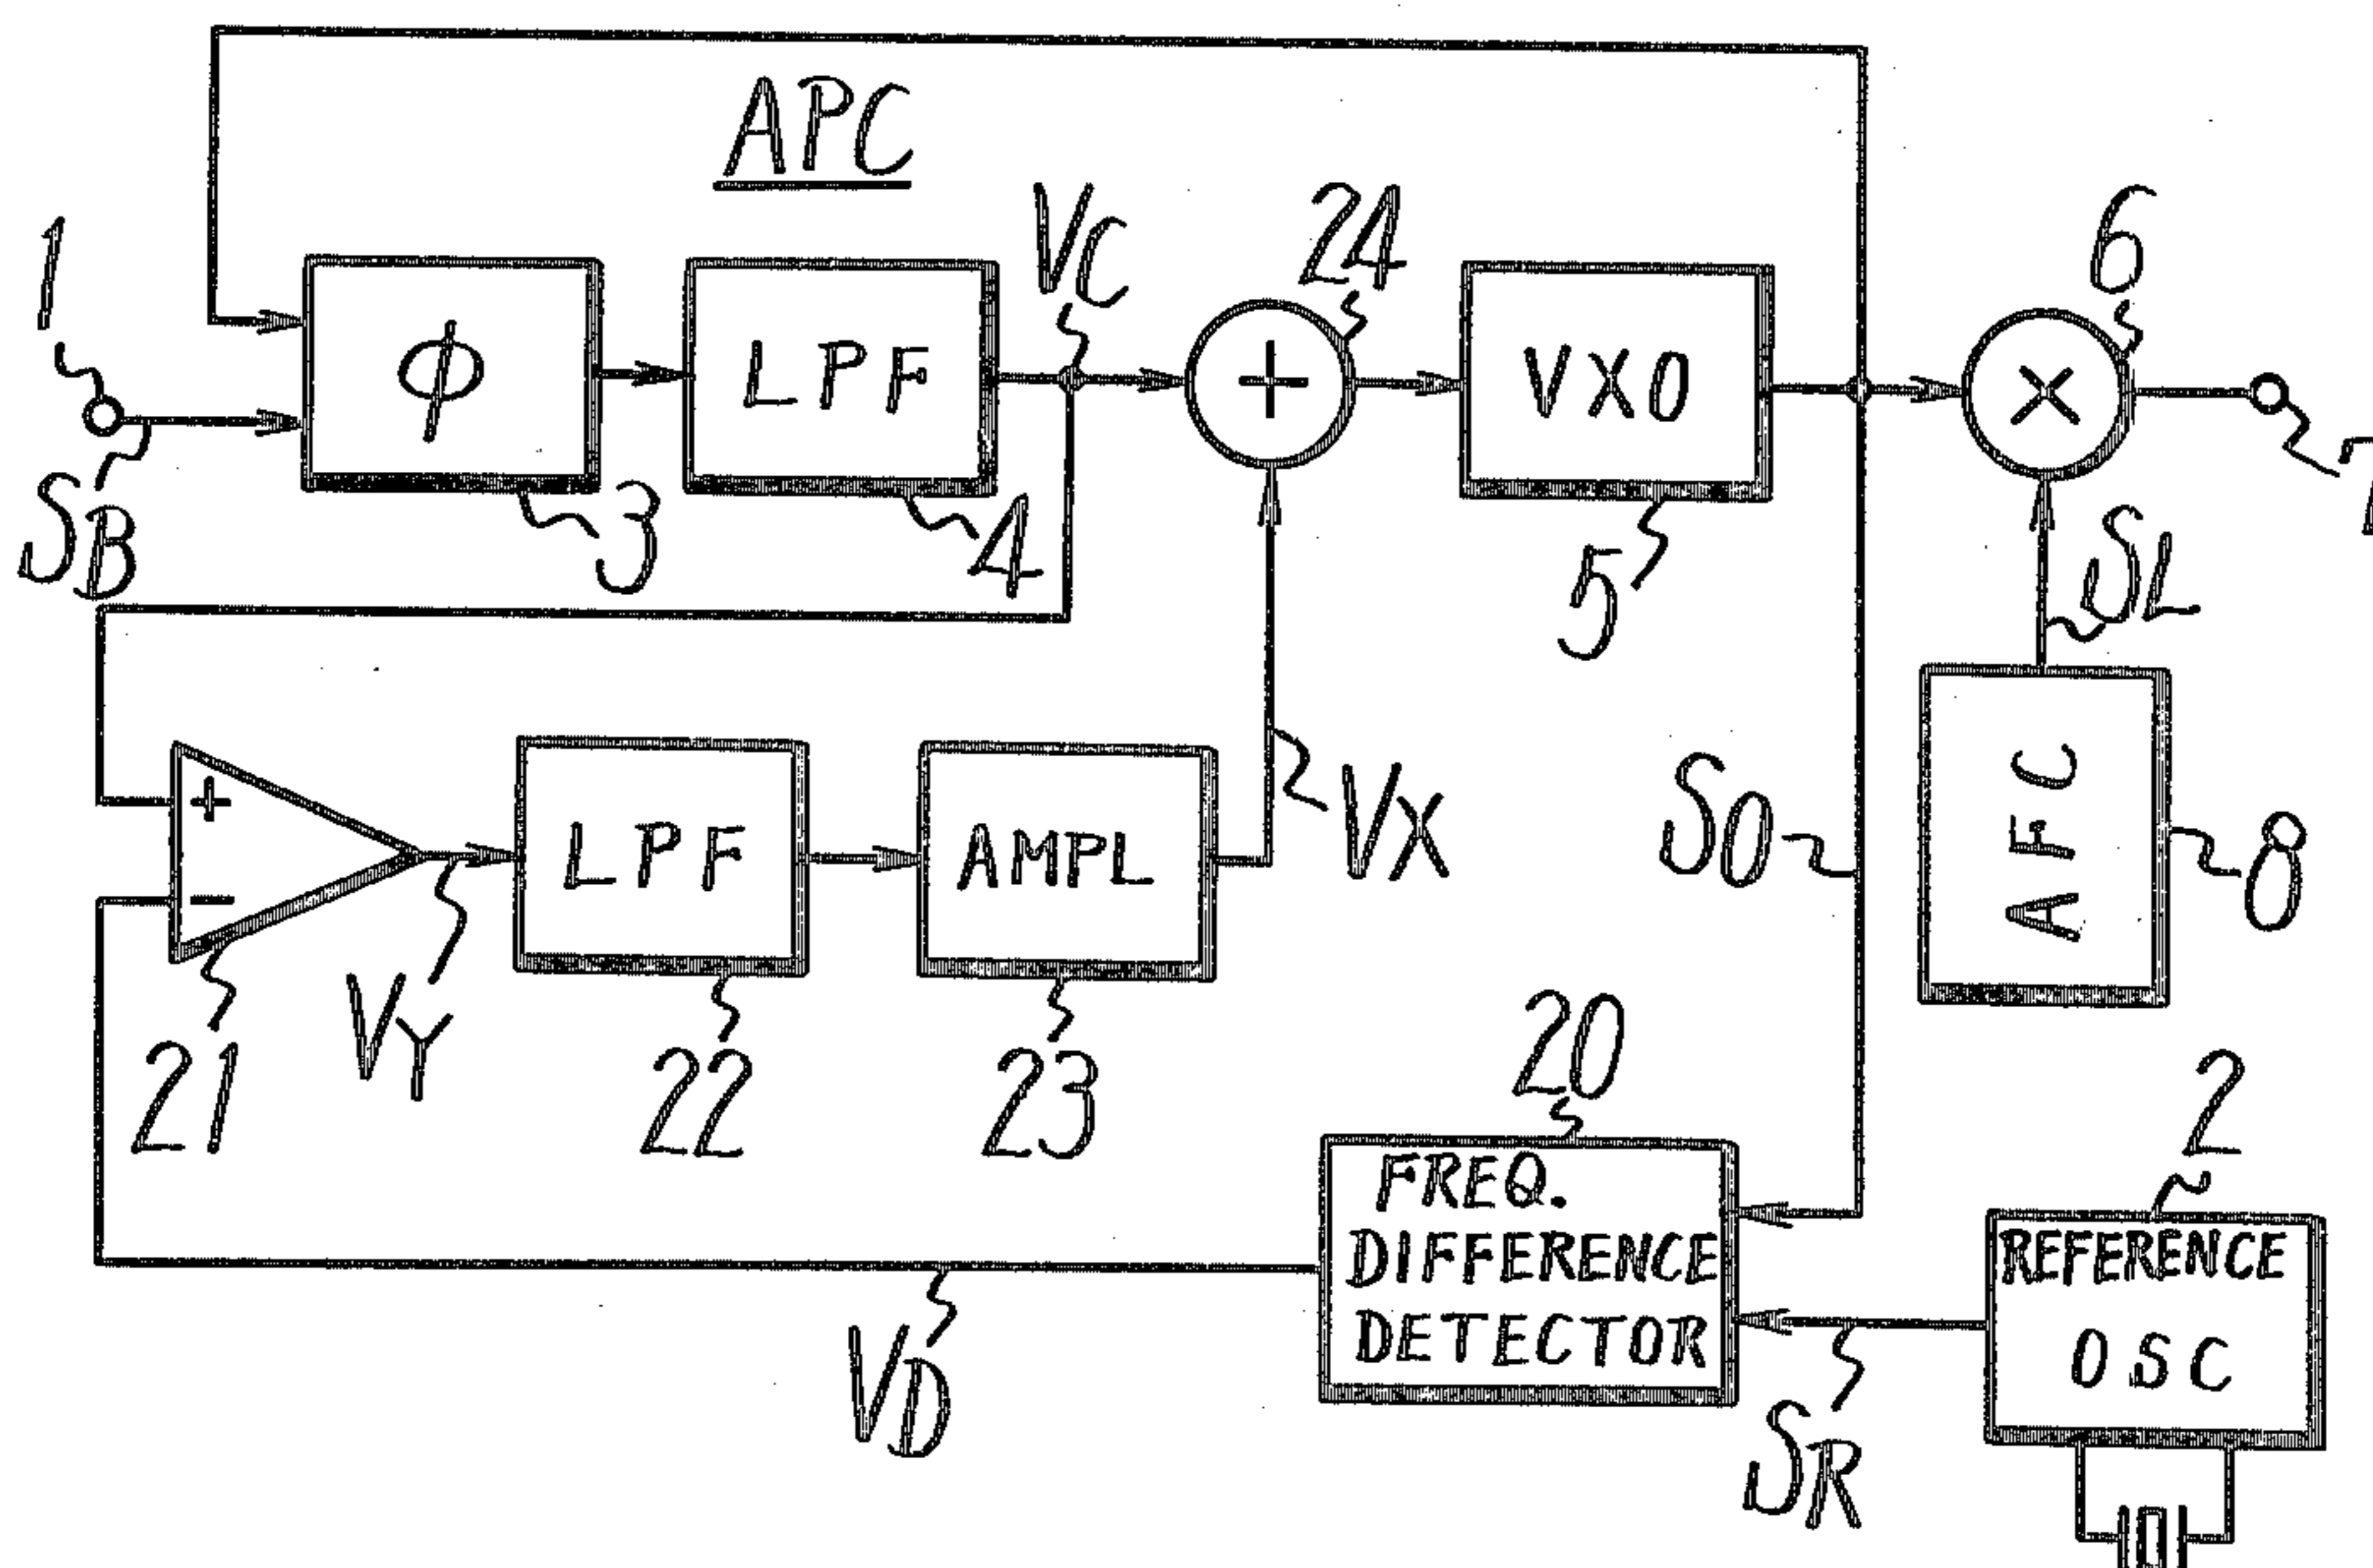 APC
1
VC
24
6
ϕ
LPF
+
VXO
×
7
SB
3
4
5
SL
+
−
LPF
AMPL
VX
SO
AFC
8
21
VY
22
23
20
2
FREQ.
DIFFERENCE
DETECTOR
REFERENCE
OSC
VD
SR